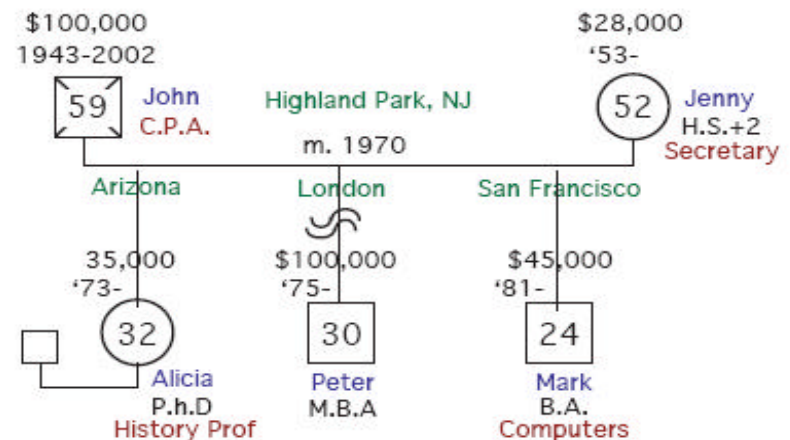 $100,000
1943-2002
59
John
C.P.A.
Highland Park, NJ
m. 1970
$28,000
‘53-
52
Jenny
H.S.+2
Secretary
Arizona
London
San Francisco
35,000
‘73-
32
Alicia
P.h.D
History Prof
$100,000
‘75-
30
Peter
M.B.A
$45,000
‘81-
24
Mark
B.A.
Computers